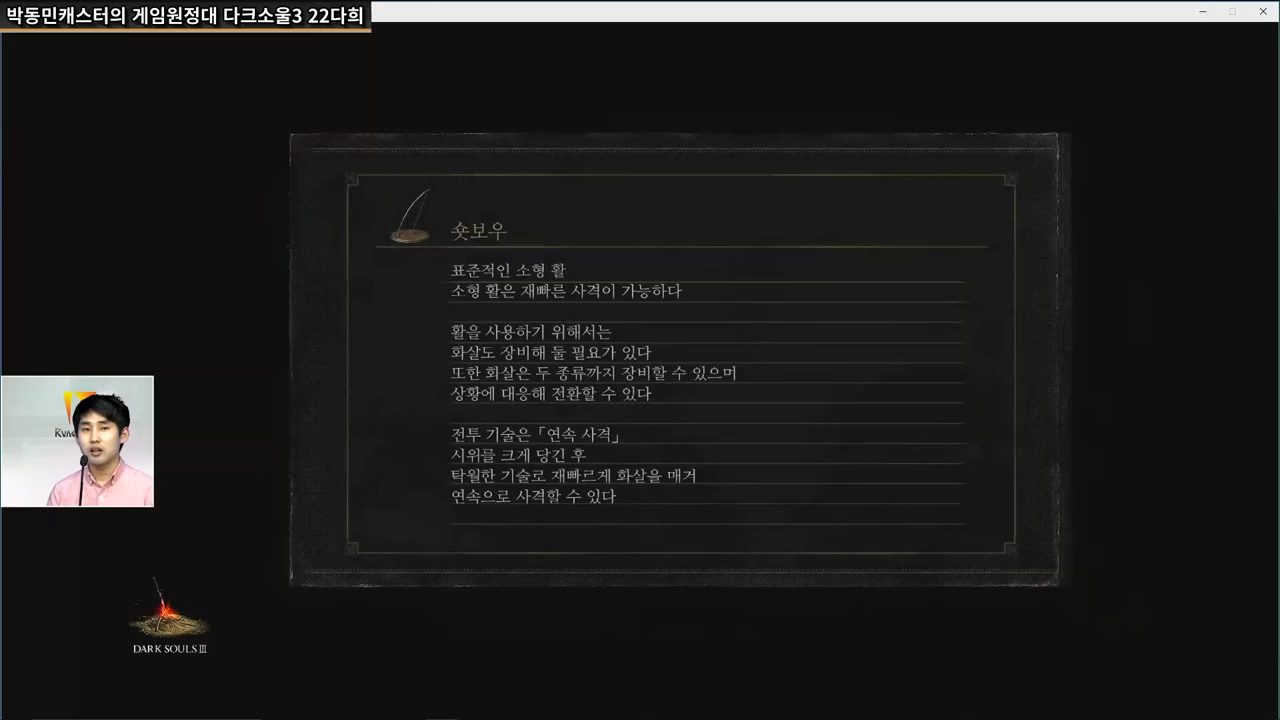 박동민캐스터의 게임원정대 다크소울3 22다희
숏보우
표준적인 소형 활
소형 활은 재빠른 사격이 가능하다
활을 사용하기 위해서는
화살도 장비해 둘 필요가 있다
또한 화살은 두 종류까지 장비할 수 있으며
상황에 대응해 전환할 수 있다
전투 기술은「연속 사격」
시위를 크게 당긴 후
탁월한 기술로 재빠르게 화살을 매겨
연속으로 사격할 수 있다
DARK SOULS III